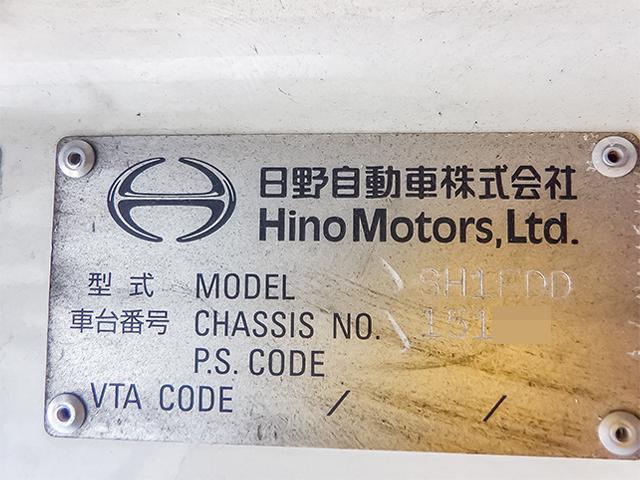 日野自動車株式会社
Hino Motors, Ltd.
型式 MODEL SH1FDD
車台番号 CHASSIS NO. 151
P.S. CODE
VTA CODE / /